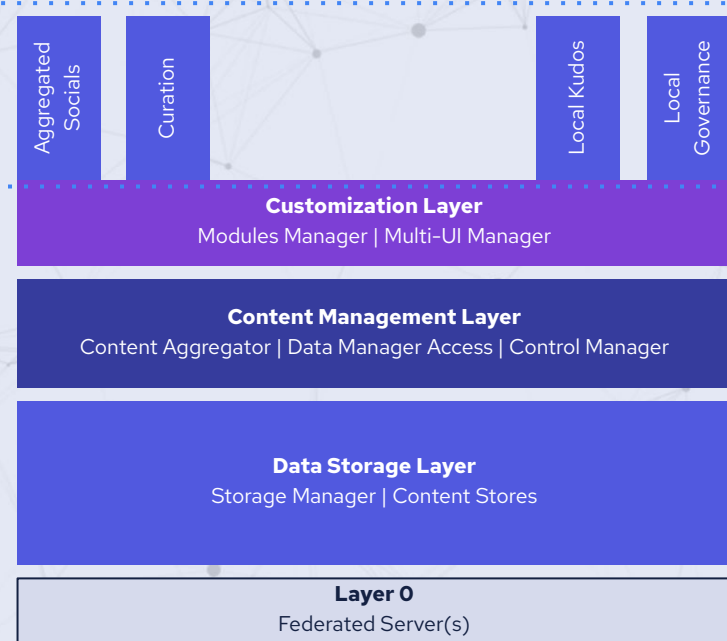 Aggregated
Socials
Curation
Local Kudos
Local
Governance
Customization Layer
Modules Manager | Multi-UI Manager
Content Management Layer
Content Aggregator | Data Manager Access | Control Manager
Data Storage Layer
Storage Manager | Content Stores
Layer 0
Federated Server(s)